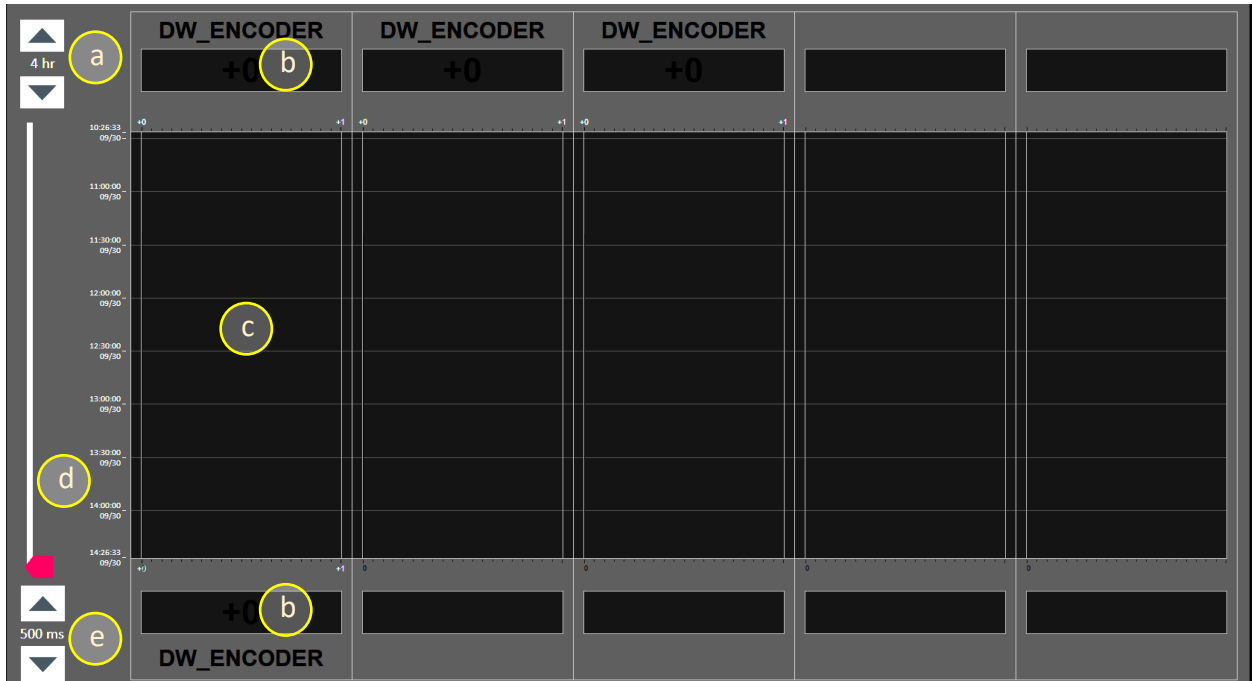 DW_ENCODER DW_ENCODER DW_ENCODER
a
b
+0 +0 +0
4 hr
+0 +1 +0 +1 +0 +1
10:26:33
09/30
11:00:00
09/30
11:30:00
09/30
12:00:00
09/30
c
12:30:00
09/30
13:00:00
09/30
13:30:00
09/30
d
14:00:00
09/30
14:26:33
09/30
+0 +1 0 0 0 0
+0
b
500 ms
e
DW_ENCODER